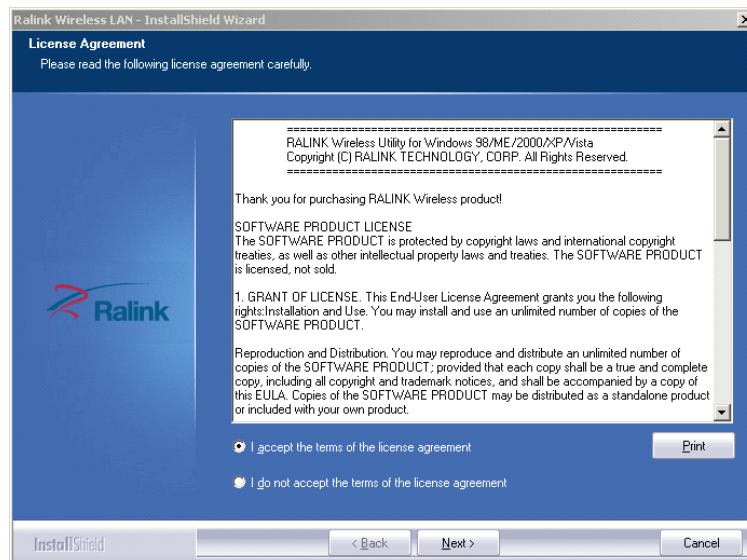 Ralink Wireless LAN - InstallShield Wizard
License Agreement
Please read the following license agreement carefully.
=======================================================
RALINK Wireless Utility for Windows 98/ME/2000/XP/Vista
Copyright (C) RALINK TECHNOLOGY, CORP. All Rights Reserved.
=======================================================
Thank you for purchasing RALINK Wireless product!
SOFTWARE PRODUCT LICENSE
The SOFTWARE PRODUCT is protected by copyright laws and international copyright
treaties, as well as other intellectual property laws and treaties. The SOFTWARE PRODUCT
is licensed, not sold.
1. GRANT OF LICENSE. This End-User License Agreement grants you the following
rights:Installation and Use. You may install and use an unlimited number of copies of the
SOFTWARE PRODUCT.
Reproduction and Distribution. You may reproduce and distribute an unlimited number of
copies of the SOFTWARE PRODUCT; provided that each copy shall be a true and complete
copy, including all copyright and trademark notices, and shall be accompanied by a copy of
this EULA. Copies of the SOFTWARE PRODUCT may be distributed as a standalone product
or included with your own product.
Ralink
I accept the terms of the license agreement
Print
I do not accept the terms of the license agreement
InstallShield
< Back
Next >
Cancel